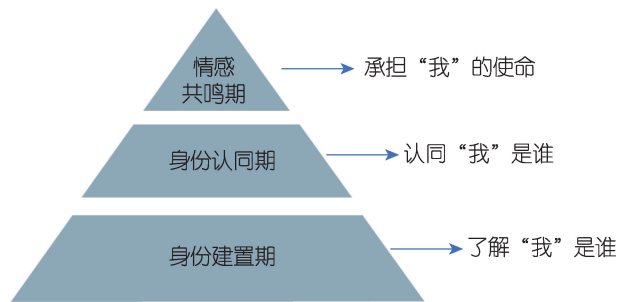 情感
共鸣期
承担“我”的使命
身份认同期
认同“我”是谁
身份建置期
了解“我”是谁